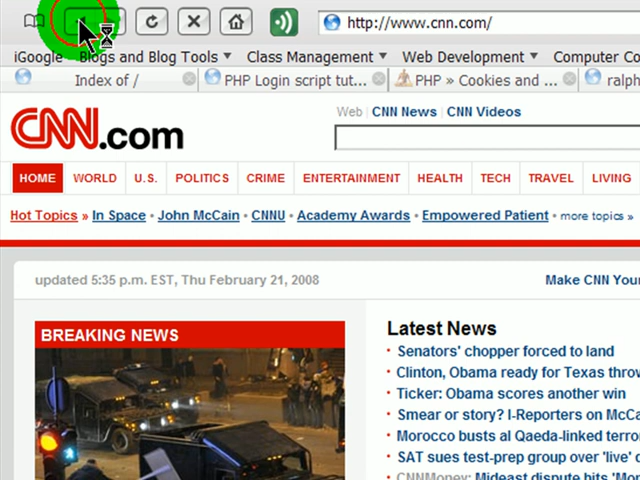 http://www.cnn.com/
iGoogle Blogs and Blog Tools Class Management Web Development Computer Co
Index of / PHP Login script tut... PHP » Cookies and ... ralph
CNN.com
Web | CNN News | CNN Videos
HOME WORLD U.S. POLITICS CRIME ENTERTAINMENT HEALTH TECH TRAVEL LIVING
Hot Topics » In Space • John McCain • CNNU • Academy Awards • Empowered Patient • more topics »
updated 5:35 p.m. EST, Thu February 21, 2008
Make CNN Your
BREAKING NEWS
Latest News
• Senators' chopper forced to land
• Clinton, Obama ready for Texas throw
• Ticker: Obama scores another win
• Smear or story? I-Reporters on McCa
• Morocco busts al Qaeda-linked terro
• SAT sues test-prep group over 'live' q
• CNNMoney: Mideast dispute hits 'Mon